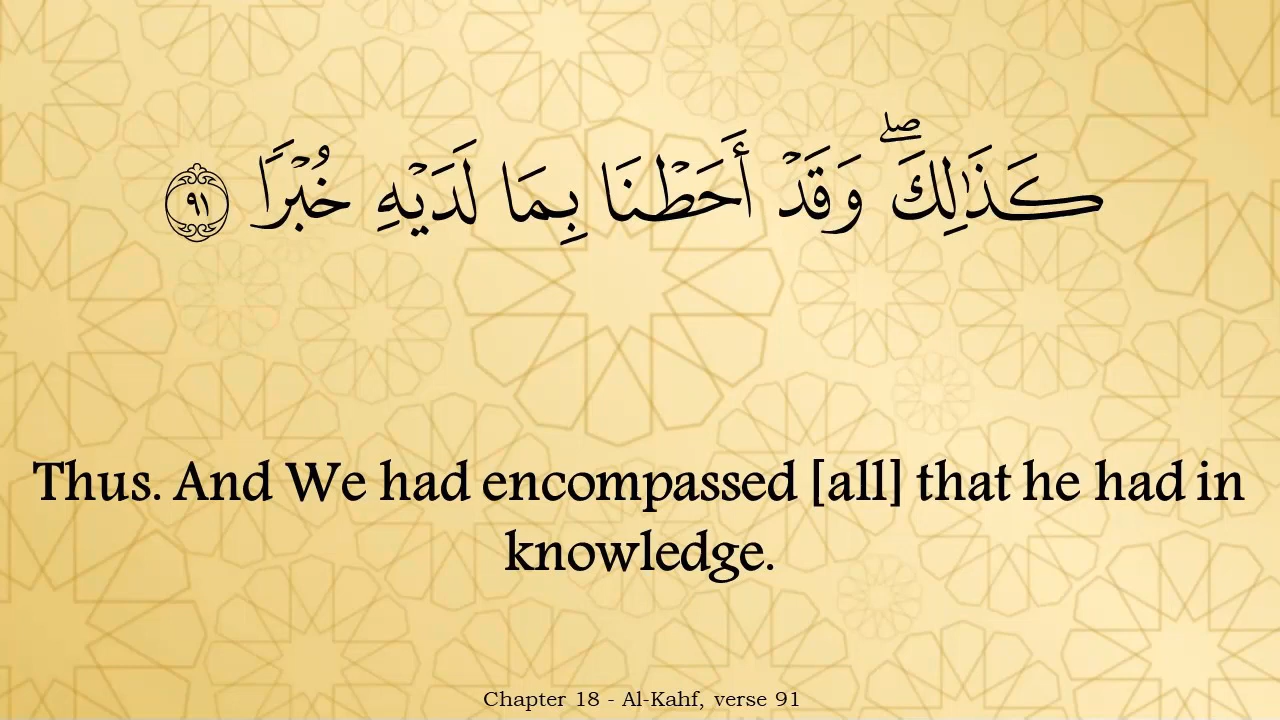 كَذَٰلِكَۖ وَقَدْ أَحَطْنَا بِمَا لَدَيْهِ خُبْرًا ٩١
Thus. And We had encompassed [all] that he had in
knowledge.
Chapter 18 - Al-Kahf, verse 91